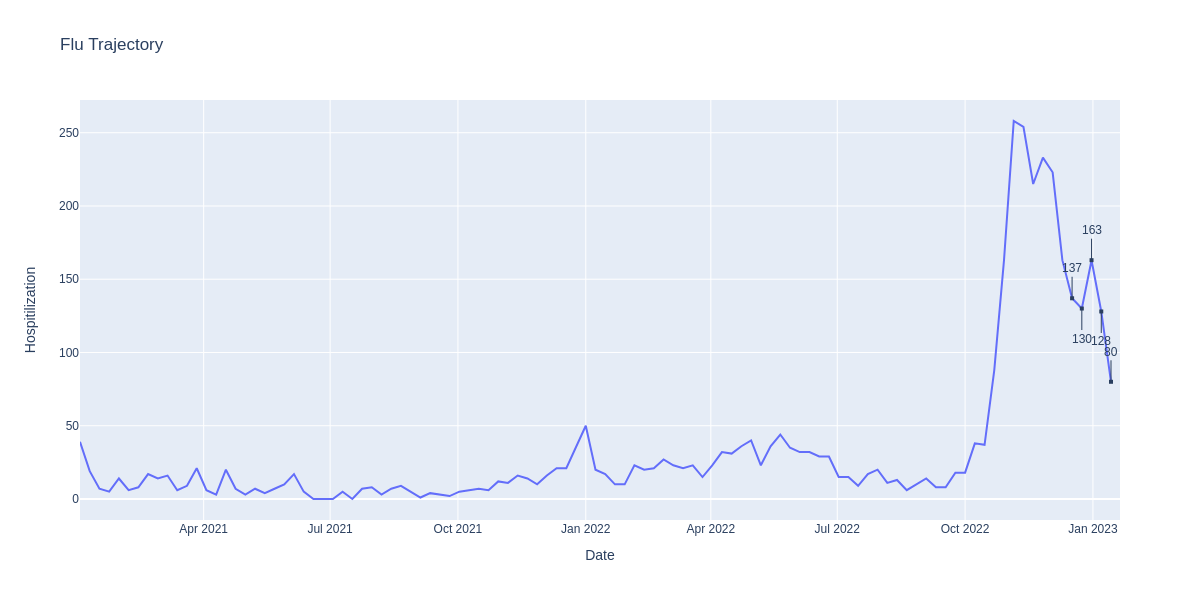 Flu Trajectory
Hospitilization
250
200
150
100
50
0
163
137
130
128
80
Apr 2021
Jul 2021
Oct 2021
Jan 2022
Apr 2022
Jul 2022
Oct 2022
Jan 2023
Date